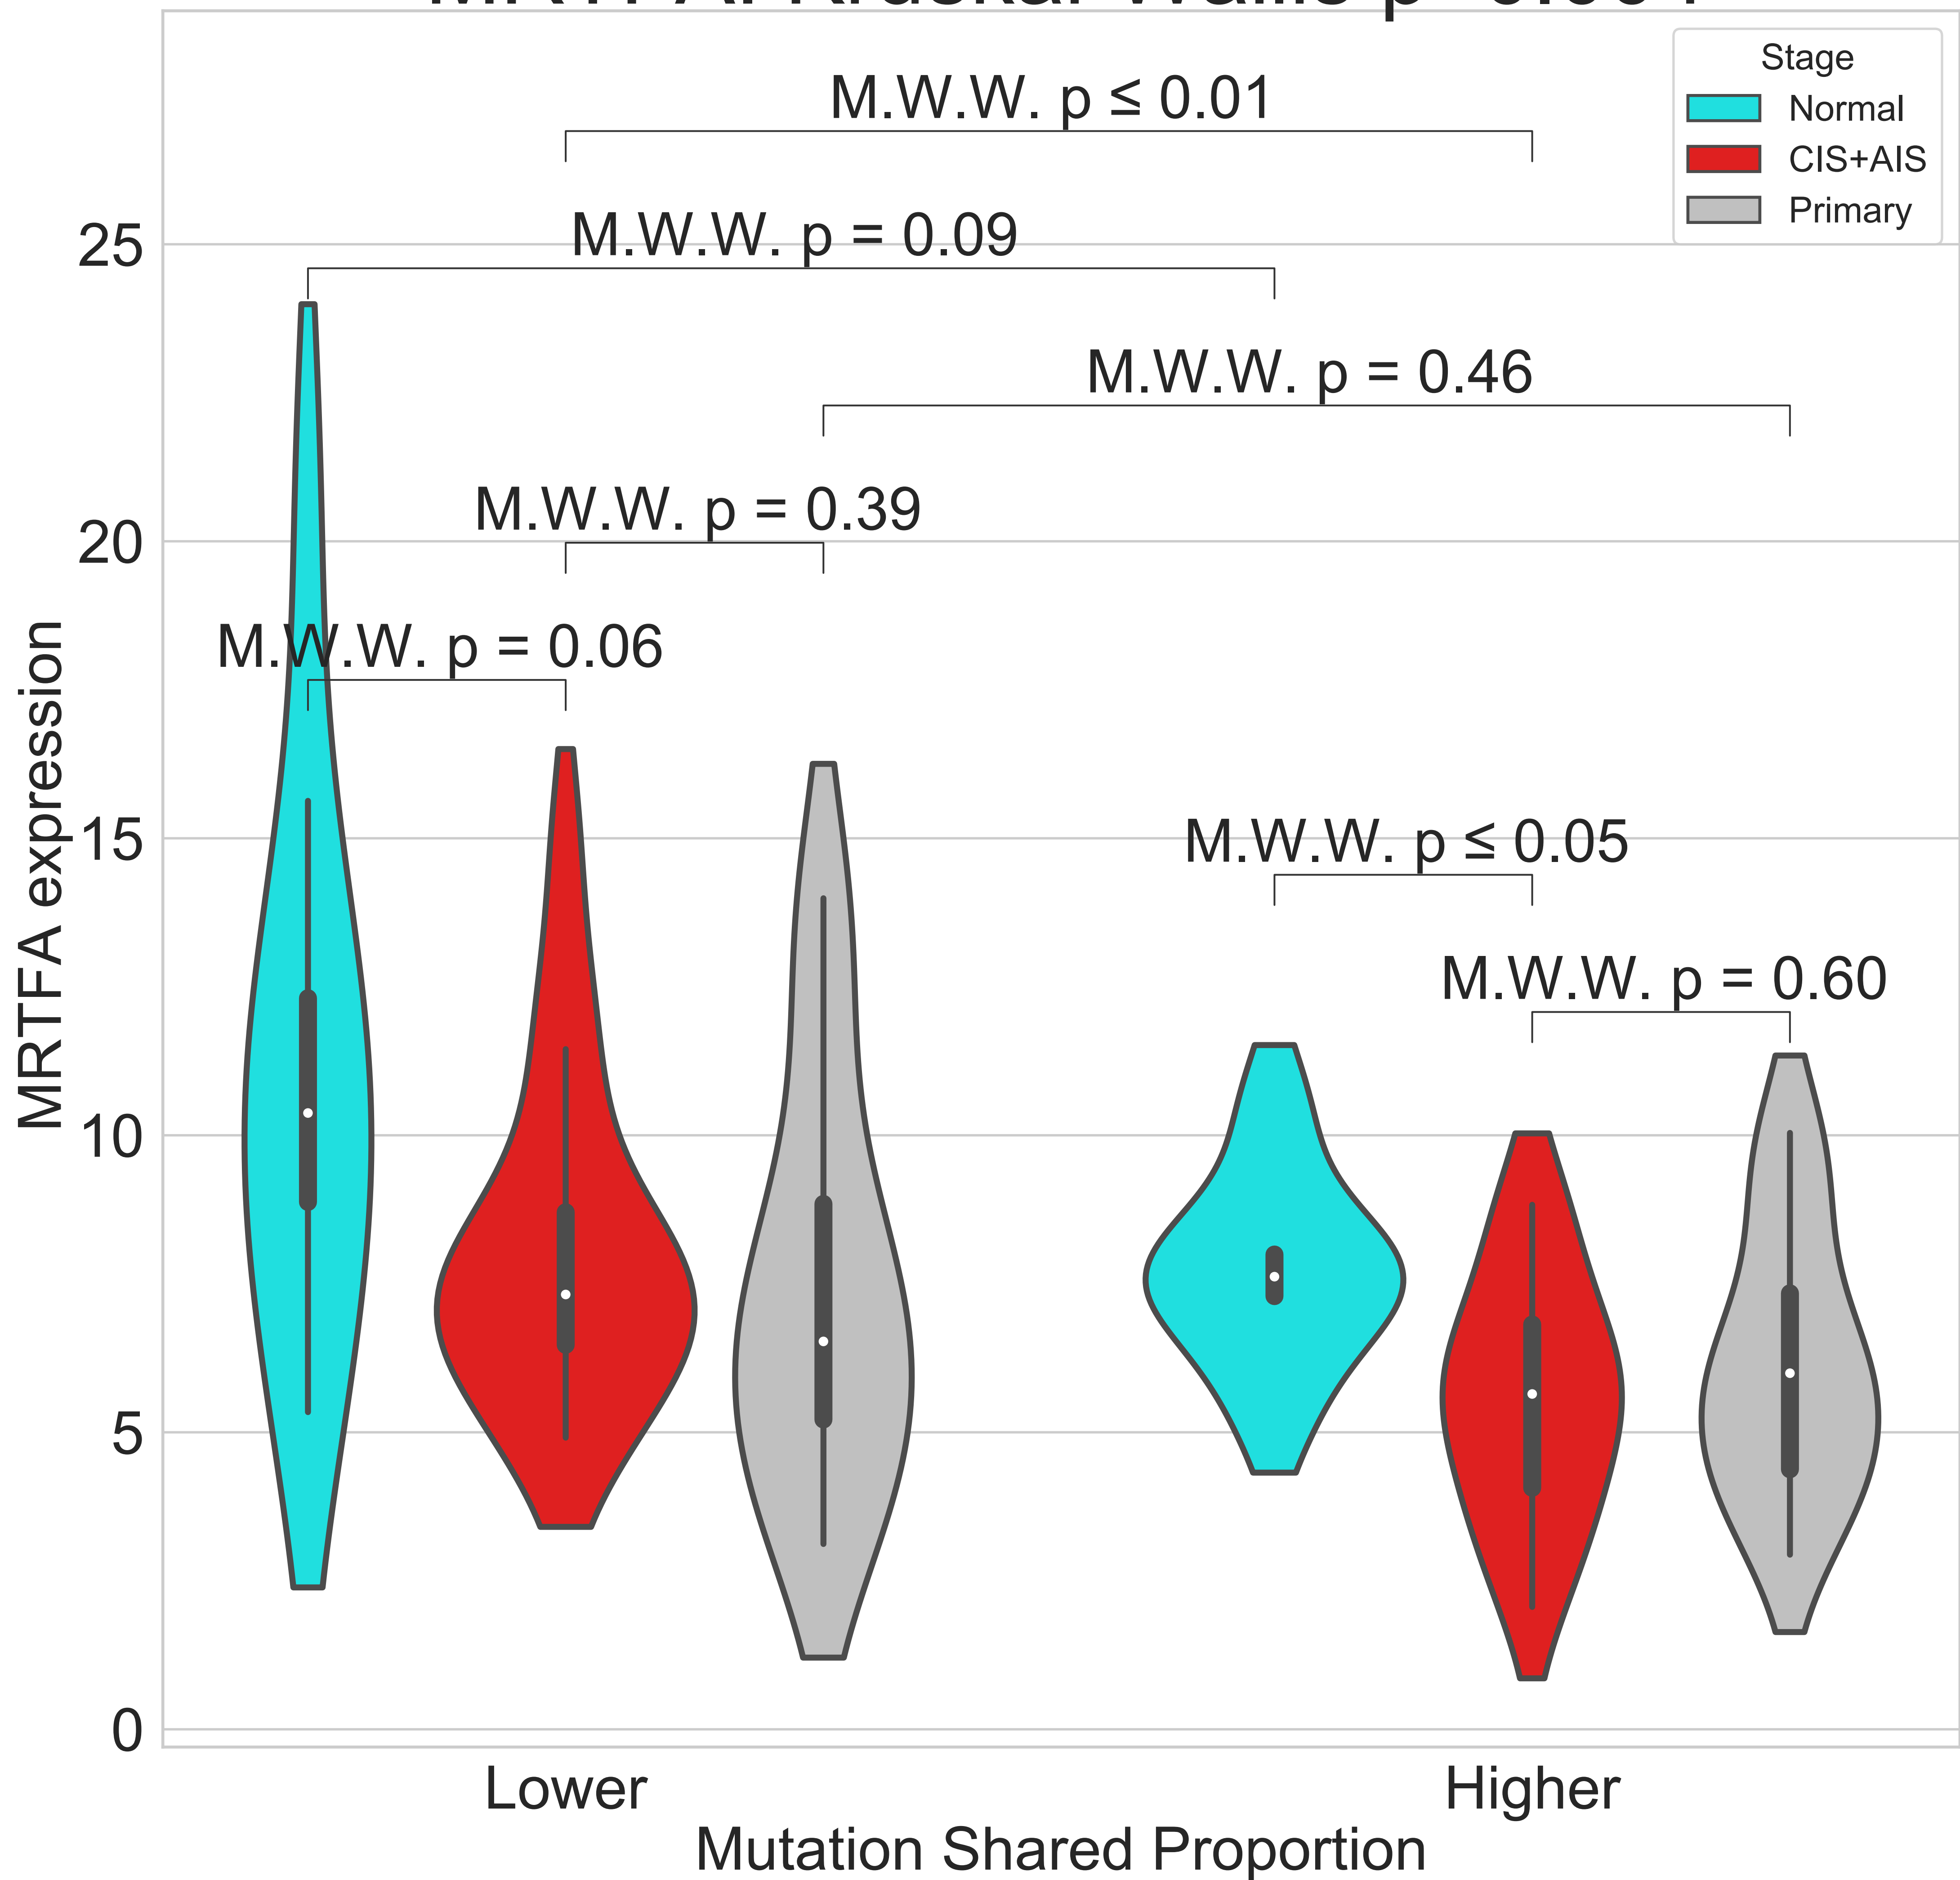 Stage
Normal
CIS+AIS
Primary
M.W.W. p ≤ 0.01
M.W.W. p = 0.09
M.W.W. p = 0.46
M.W.W. p = 0.39
M.W.W. p = 0.06
M.W.W. p ≤ 0.05
M.W.W. p = 0.60
25
20
15
10
5
0
MRTFA expression
Lower
Higher
Mutation Shared Proportion